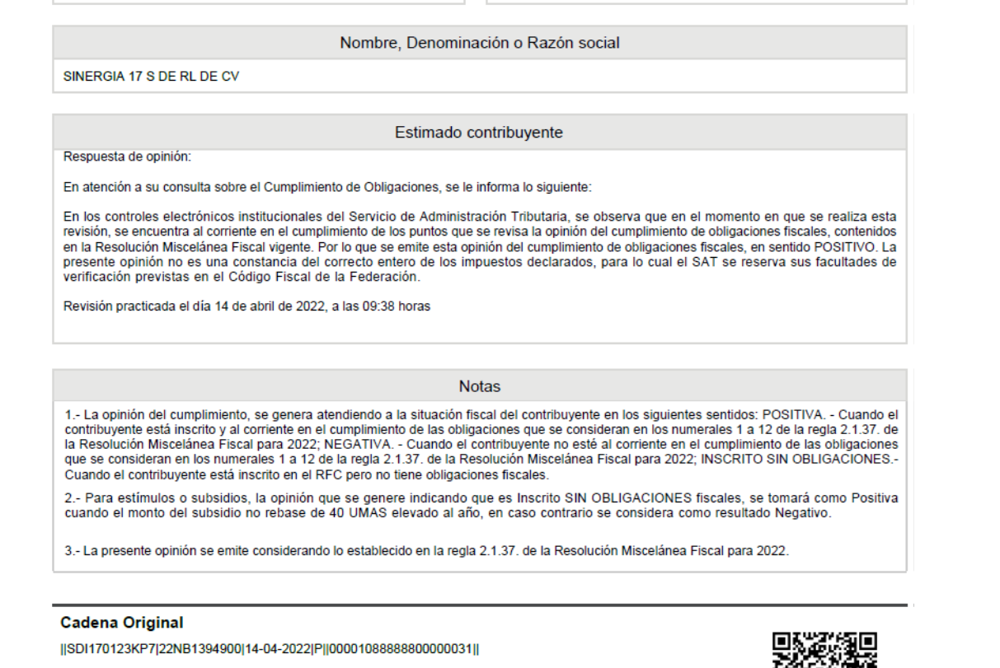 Nombre, Denominación o Razón social
SINERGIA 17 S DE RL DE CV
Estimado contribuyente
Respuesta de opinión:
En atención a su consulta sobre el Cumplimiento de Obligaciones, se le informa lo siguiente:
En los controles electrónicos institucionales del Servicio de Administración Tributaria, se observa que en el momento en que se realiza esta
revisión, se encuentra al corriente en el cumplimiento de los puntos que se revisa la opinión del cumplimiento de obligaciones fiscales, contenidos
en la Resolución Miscelánea Fiscal vigente. Por lo que se emite esta opinión del cumplimiento de obligaciones fiscales, en sentido POSITIVO. La
presente opinión no es una constancia del correcto entero de los impuestos declarados, para lo cual el SAT se reserva sus facultades de
verificación previstas en el Código Fiscal de la Federación.
Revisión practicada el día 14 de abril de 2022, a las 09:38 horas
Notas
1.- La opinión del cumplimiento, se genera atendiendo a la situación fiscal del contribuyente en los siguientes sentidos: POSITIVA. - Cuando el
contribuyente está inscrito y al corriente en el cumplimiento de las obligaciones que se consideran en los numerales 1 a 12 de la regla 2.1.37. de
la Resolución Miscelánea Fiscal para 2022; NEGATIVA. - Cuando el contribuyente no esté al corriente en el cumplimiento de las obligaciones
que se consideran en los numerales 1 a 12 de la regla 2.1.37. de la Resolución Miscelánea Fiscal para 2022; INSCRITO SIN OBLIGACIONES.-
Cuando el contribuyente está inscrito en el RFC pero no tiene obligaciones fiscales.
2.- Para estímulos o subsidios, la opinión que se genere indicando que es Inscrito SIN OBLIGACIONES fiscales, se tomará como Positiva
cuando el monto del subsidio no rebase de 40 UMAS elevado al año, en caso contrario se considera como resultado Negativo.
3.- La presente opinión se emite considerando lo establecido en la regla 2.1.37. de la Resolución Miscelánea Fiscal para 2022.
Cadena Original
||SDI170123KP7|22NB1394900|14-04-2022|P||00001088888800000031||